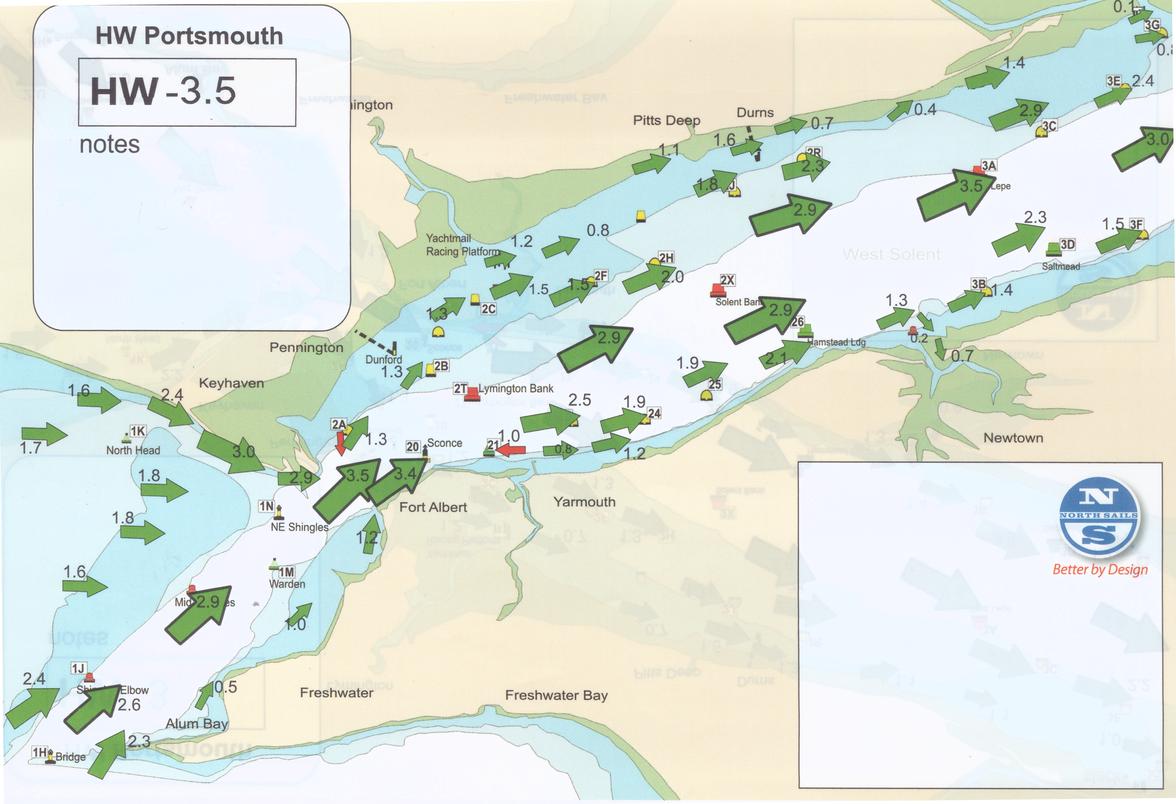 HW Portsmouth
HW -3.5
notes
0.1
3G
1.4
3E
2.4
0.4
2.9
3C
Pitts Deep
Durns
0.7
1.6
1.1
2.3
1.8
3.0
3A
3.5
Lepe
2.9
2.3
1.5
3F
3D
Saltmead
West Solent
Yachtmail
Racing Platform
1.2
0.8
2H
2.0
2F
1.5
1.5
2X
2C
1.3
3B
1.4
1.3
0.2
0.7
2.9
26
Hamstead Ldg
2.1
2.9
1.9
25
Pennington
Dunford
1.3
2B
2T
Lymington Bank
Keyhaven
1.6
2.4
1.7
1K
North Head
3.0
2A
1.3
20
Sconce
21
1.0
2.5
1.9
24
0.8
1.2
Newtown
2.9
3.5
3.4
1.8
1N
NE Shingles
Fort Albert
Yarmouth
1.8
1.2
1M
Warden
1.6
2.9
1.0
1J
Elbow
2.4
2.6
0.5
Alum Bay
Freshwater
Freshwater Bay
1H
Bridge
2.3
N
NORTH SAILS
S
Better by Design